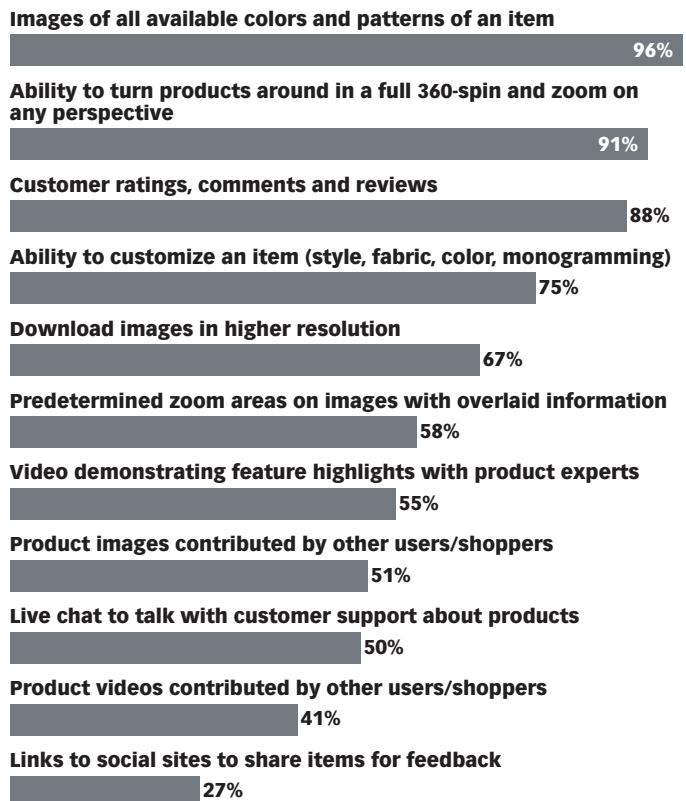 Images of all available colors and patterns of an item
96%
Ability to turn products around in a full 360-spin and zoom on
any perspective
91%
Customer ratings, comments and reviews
88%
Ability to customize an item (style, fabric, color, monogramming)
75%
Download images in higher resolution
67%
Predetermined zoom areas on images with overlaid information
58%
Video demonstrating feature highlights with product experts
55%
Product images contributed by other users/shoppers
51%
Live chat to talk with customer support about products
50%
Product videos contributed by other users/shoppers
41%
Links to social sites to share items for feedback
27%